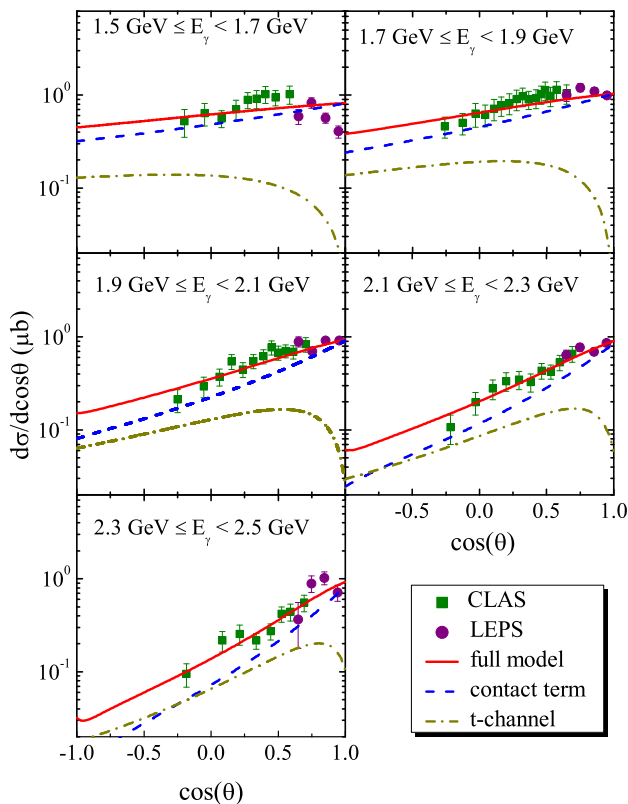 1.5 GeV ≤ E_γ < 1.7 GeV
1.7 GeV ≤ E_γ < 1.9 GeV
10^0
10^-1
1.9 GeV ≤ E_γ < 2.1 GeV
2.1 GeV ≤ E_γ < 2.3 GeV
10^0
10^-1
dσ/dcosθ (μb)
-0.5 0.0 0.5 1.0
cos(θ)
2.3 GeV ≤ E_γ < 2.5 GeV
10^0
10^-1
-1.0 -0.5 0.0 0.5 1.0
cos(θ)
CLAS
LEPS
full model
contact term
t-channel